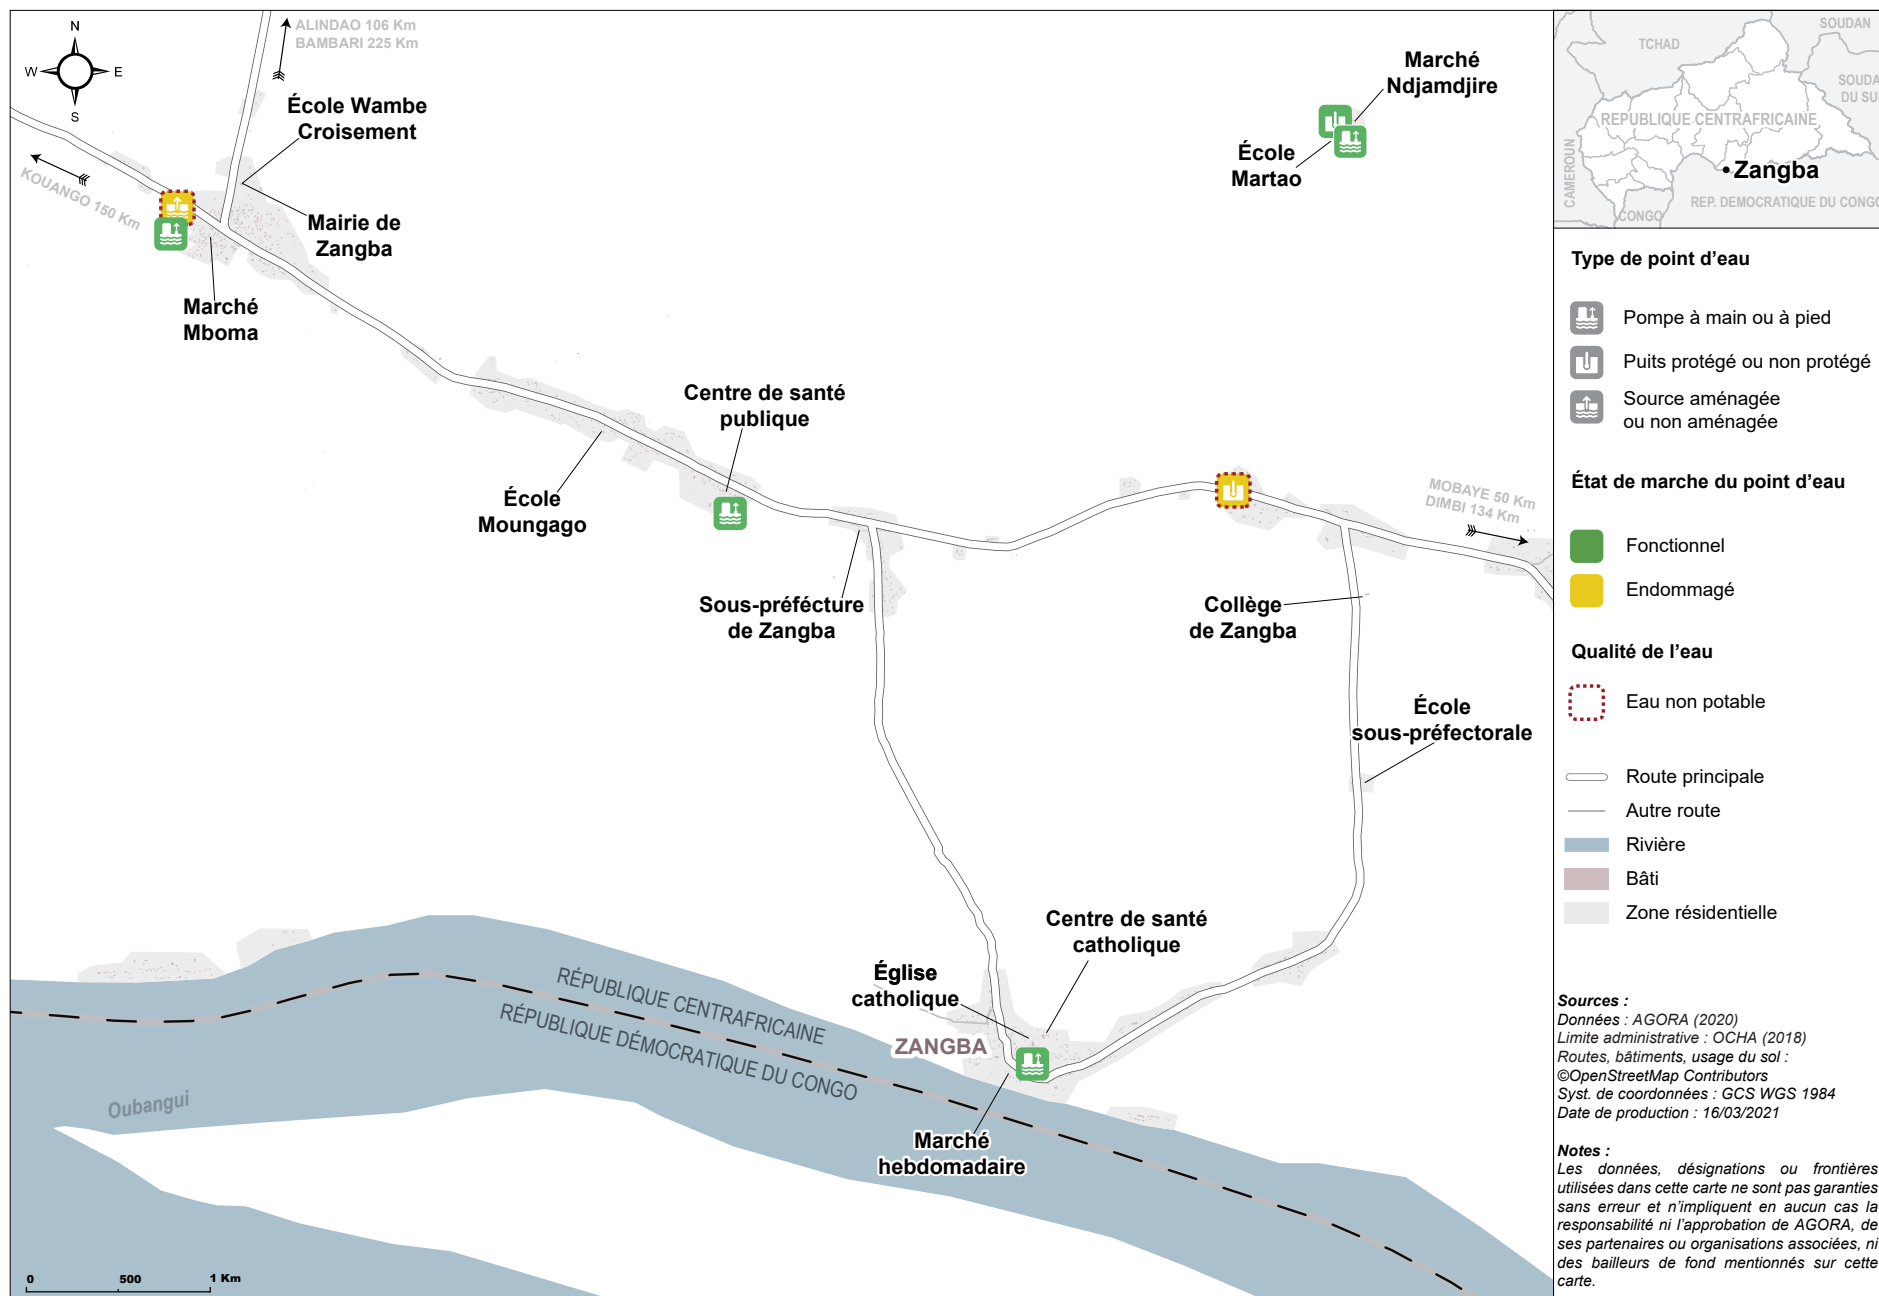 N
W
E
S
ALINDAO 106 Km
BAMBARI 225 Km
KOUANGO 150 Km
École Wambe
Croisement
Mairie de
Zangba
Marché
Mboma
Marché
Ndjamdjire
École
Martao
Centre de santé
publique
École
Moungago
Sous-préfécture
de Zangba
MOBAYE 50 Km
DIMBI 134 Km
Collège
de Zangba
École
sous-préfectorale
Centre de santé
catholique
Église
catholique
ZANGBA
Marché
hebdomadaire
RÉPUBLIQUE CENTRAFRICAINE
RÉPUBLIQUE DÉMOCRATIQUE DU CONGO
Oubangui
0 500 1 Km
TCHAD
SOUDAN
SOUDA
DU SU
REPUBLIQUE CENTRAFRICAINE
CAMEROUN
Zangba
CONGO
REP. DEMOCRATIQUE DU CONGO
Type de point d’eau
Pompe à main ou à pied
Puits protégé ou non protégé
Source aménagée
ou non aménagée
État de marche du point d’eau
Fonctionnel
Endommagé
Qualité de l’eau
Eau non potable
Route principale
Autre route
Rivière
Bâti
Zone résidentielle
Sources :
Données : AGORA (2020)
Limite administrative : OCHA (2018)
Routes, bâtiments, usage du sol :
©OpenStreetMap Contributors
Syst. de coordonnées : GCS WGS 1984
Date de production : 16/03/2021
Notes :
Les données, désignations ou frontières
utilisées dans cette carte ne sont pas garanties
sans erreur et n’impliquent en aucun cas la
responsabilité ni l’approbation de AGORA, de
ses partenaires ou organisations associées, ni
des bailleurs de fond mentionnés sur cette
carte.